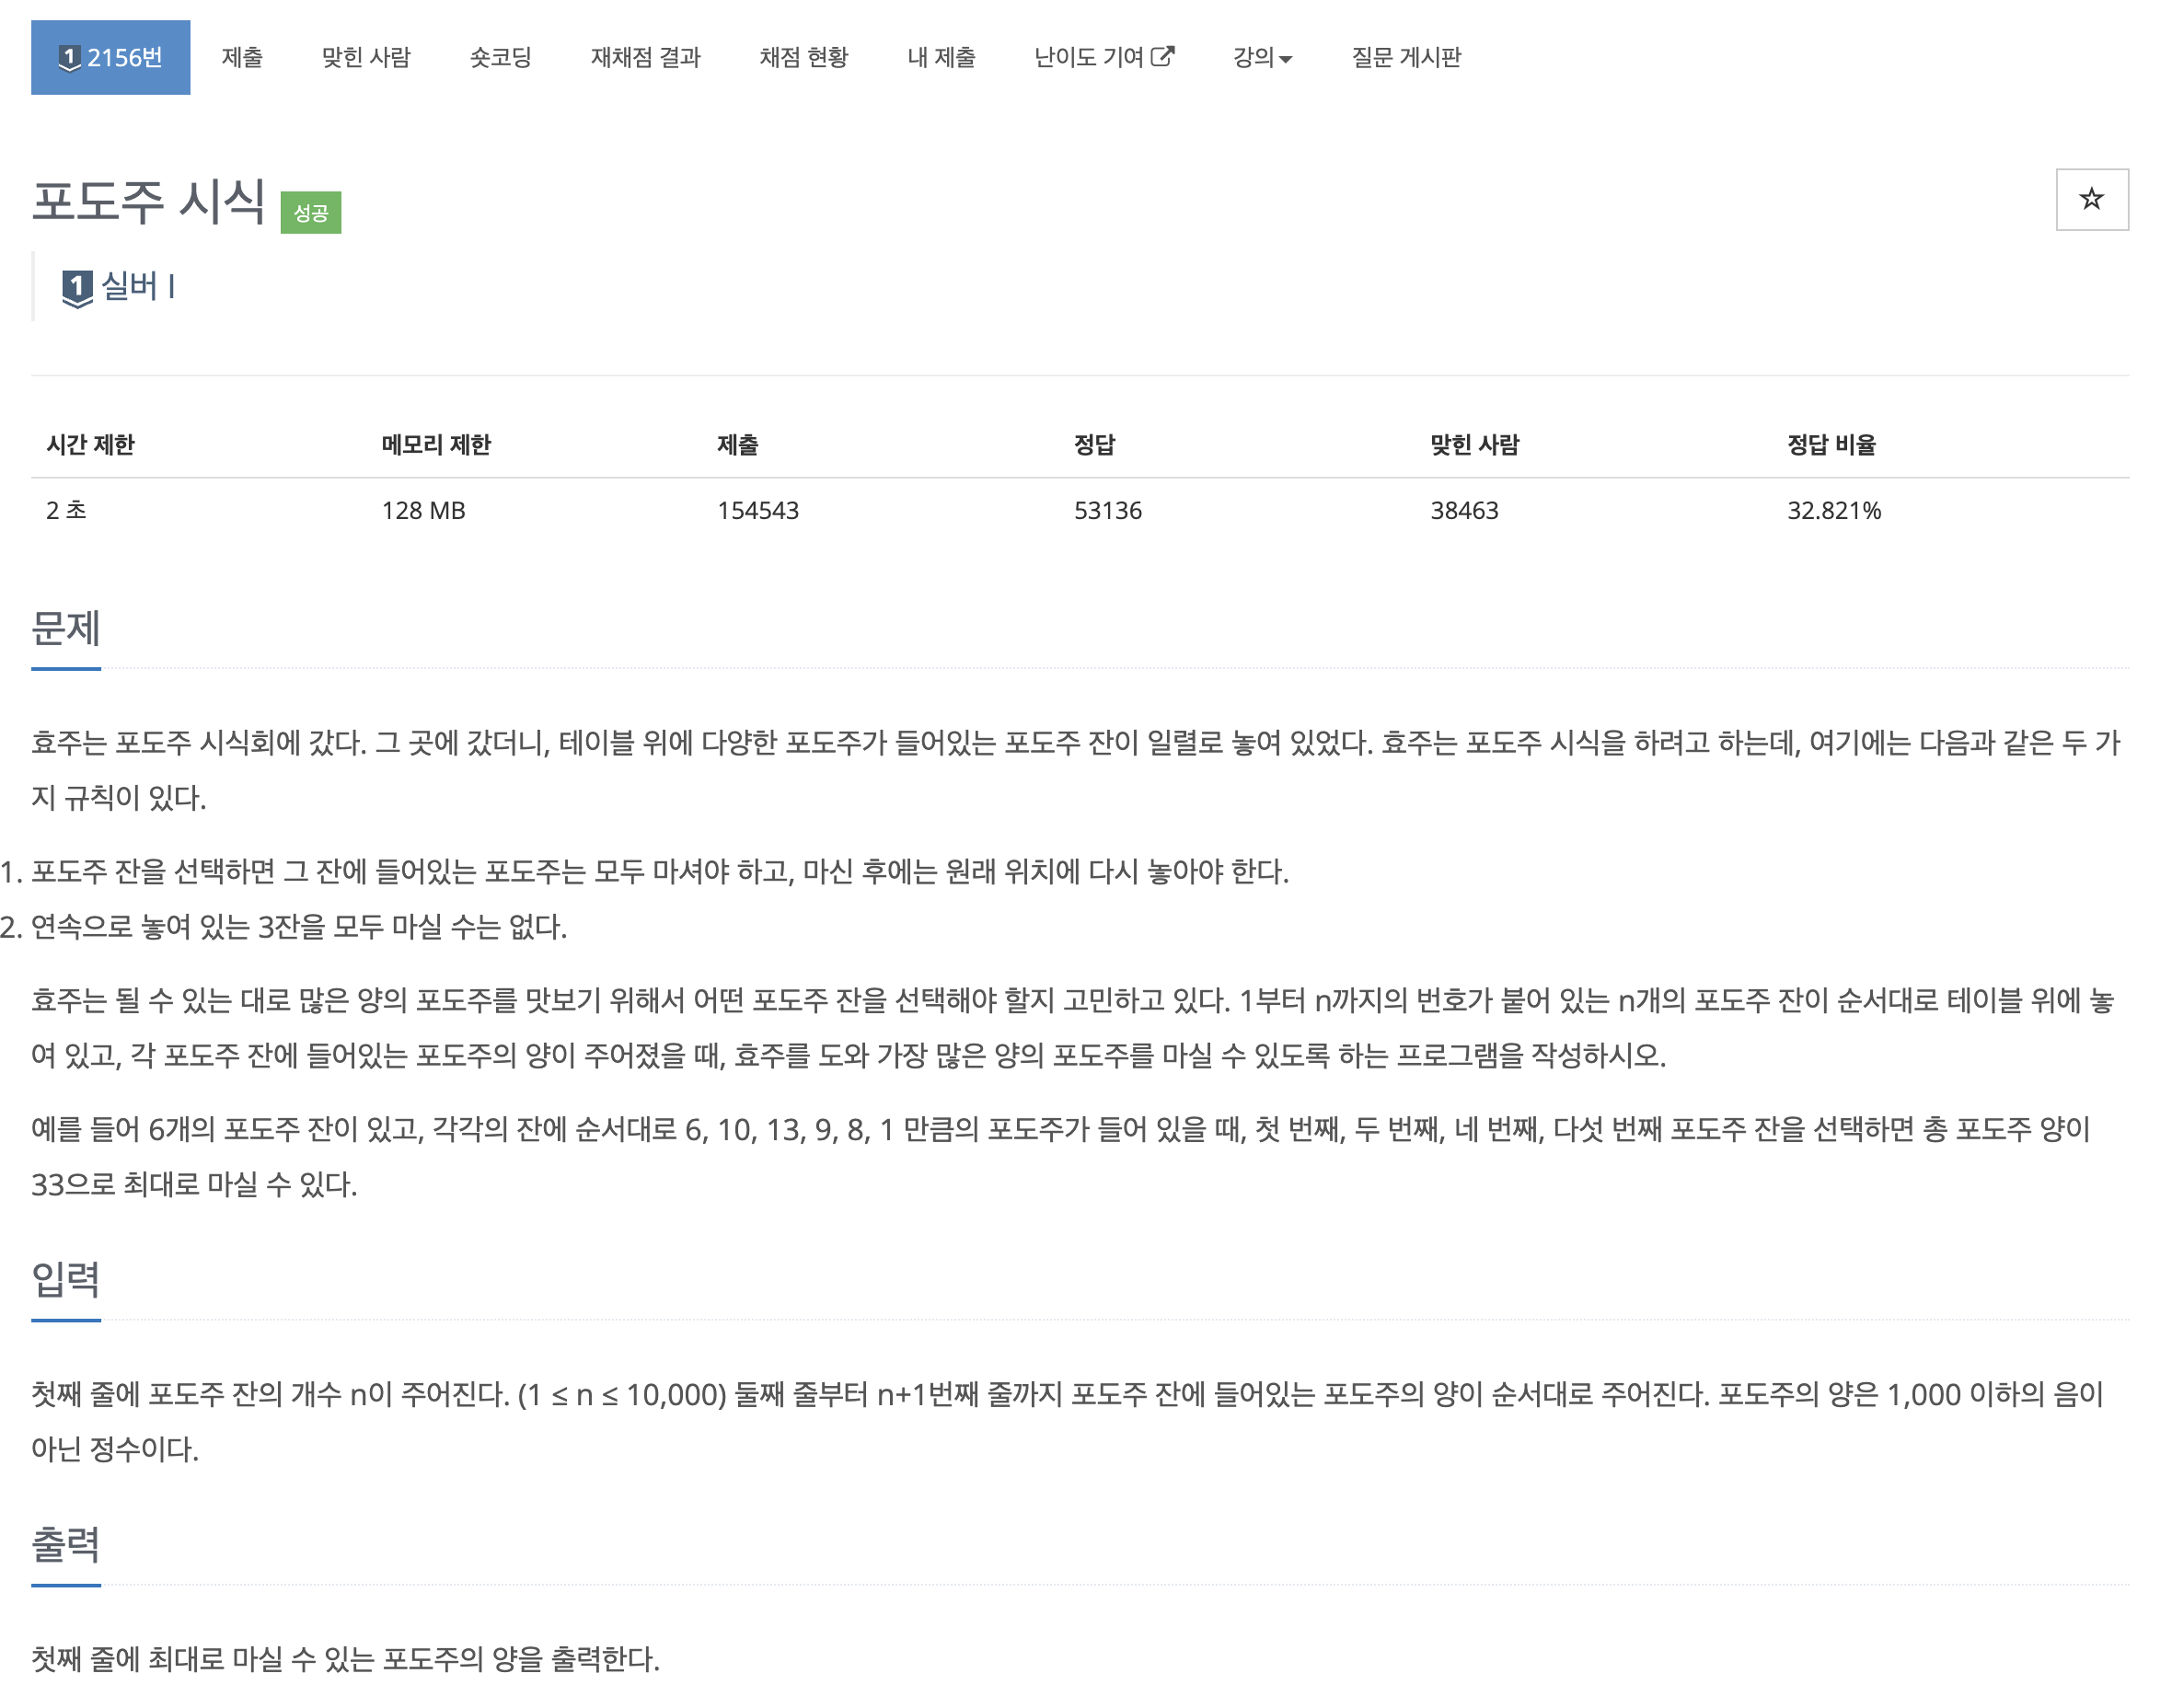 1 2156번 제출 맞힌 사람 숏코딩 재채점 결과 채점 현황 내 제출 난이도 기여 강의 질문 게시판
포도주 시식 성공
1 실버 I
시간 제한 메모리 제한 제출 정답 맞힌 사람 정답 비율
2 초 128 MB 154543 53136 38463 32.821%
문제
효주는 포도주 시식회에 갔다. 그 곳에 갔더니, 테이블 위에 다양한 포도주가 들어있는 포도주 잔이 일렬로 놓여 있었다. 효주는 포도주 시식을 하려고 하는데, 여기에는 다음과 같은 두 가
지 규칙이 있다.
1. 포도주 잔을 선택하면 그 잔에 들어있는 포도주는 모두 마셔야 하고, 마신 후에는 원래 위치에 다시 놓아야 한다.
2. 연속으로 놓여 있는 3잔을 모두 마실 수는 없다.
효주는 될 수 있는 대로 많은 양의 포도주를 맛보기 위해서 어떤 포도주 잔을 선택해야 할지 고민하고 있다. 1부터 n까지의 번호가 붙어 있는 n개의 포도주 잔이 순서대로 테이블 위에 놓
여 있고, 각 포도주 잔에 들어있는 포도주의 양이 주어졌을 때, 효주를 도와 가장 많은 양의 포도주를 마실 수 있도록 하는 프로그램을 작성하시오.
예를 들어 6개의 포도주 잔이 있고, 각각의 잔에 순서대로 6, 10, 13, 9, 8, 1 만큼의 포도주가 들어 있을 때, 첫 번째, 두 번째, 네 번째, 다섯 번째 포도주 잔을 선택하면 총 포도주 양이
33으로 최대로 마실 수 있다.
입력
첫째 줄에 포도주 잔의 개수 n이 주어진다. (1 ≤ n ≤ 10,000) 둘째 줄부터 n+1번째 줄까지 포도주 잔에 들어있는 포도주의 양이 순서대로 주어진다. 포도주의 양은 1,000 이하의 음이
아닌 정수이다.
출력
첫째 줄에 최대로 마실 수 있는 포도주의 양을 출력한다.